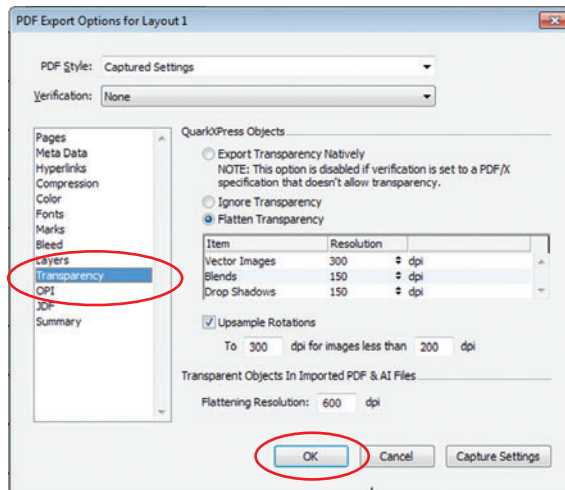 PDF Export Options for Layout 1
PDF Style: Captured Settings
Verification: None
Pages
Meta Data
Hyperlinks
Compression
Color
Fonts
Marks
Bleed
Layers
Transparency
OPI
JDF
Summary
QuarkXPress Objects
Export Transparency Natively
NOTE: This option is disabled if verification is set to a PDF/X
specification that doesn't allow transparency.
Ignore Transparency
Flatten Transparency
Item Resolution
Vector Images 300 dpi
Blends 150 dpi
Drop Shadows 150 dpi
Upsample Rotations
To 300 dpi for images less than 200 dpi
Transparent Objects In Imported PDF & AI Files
Flattening Resolution: 600 dpi
OK Cancel Capture Settings